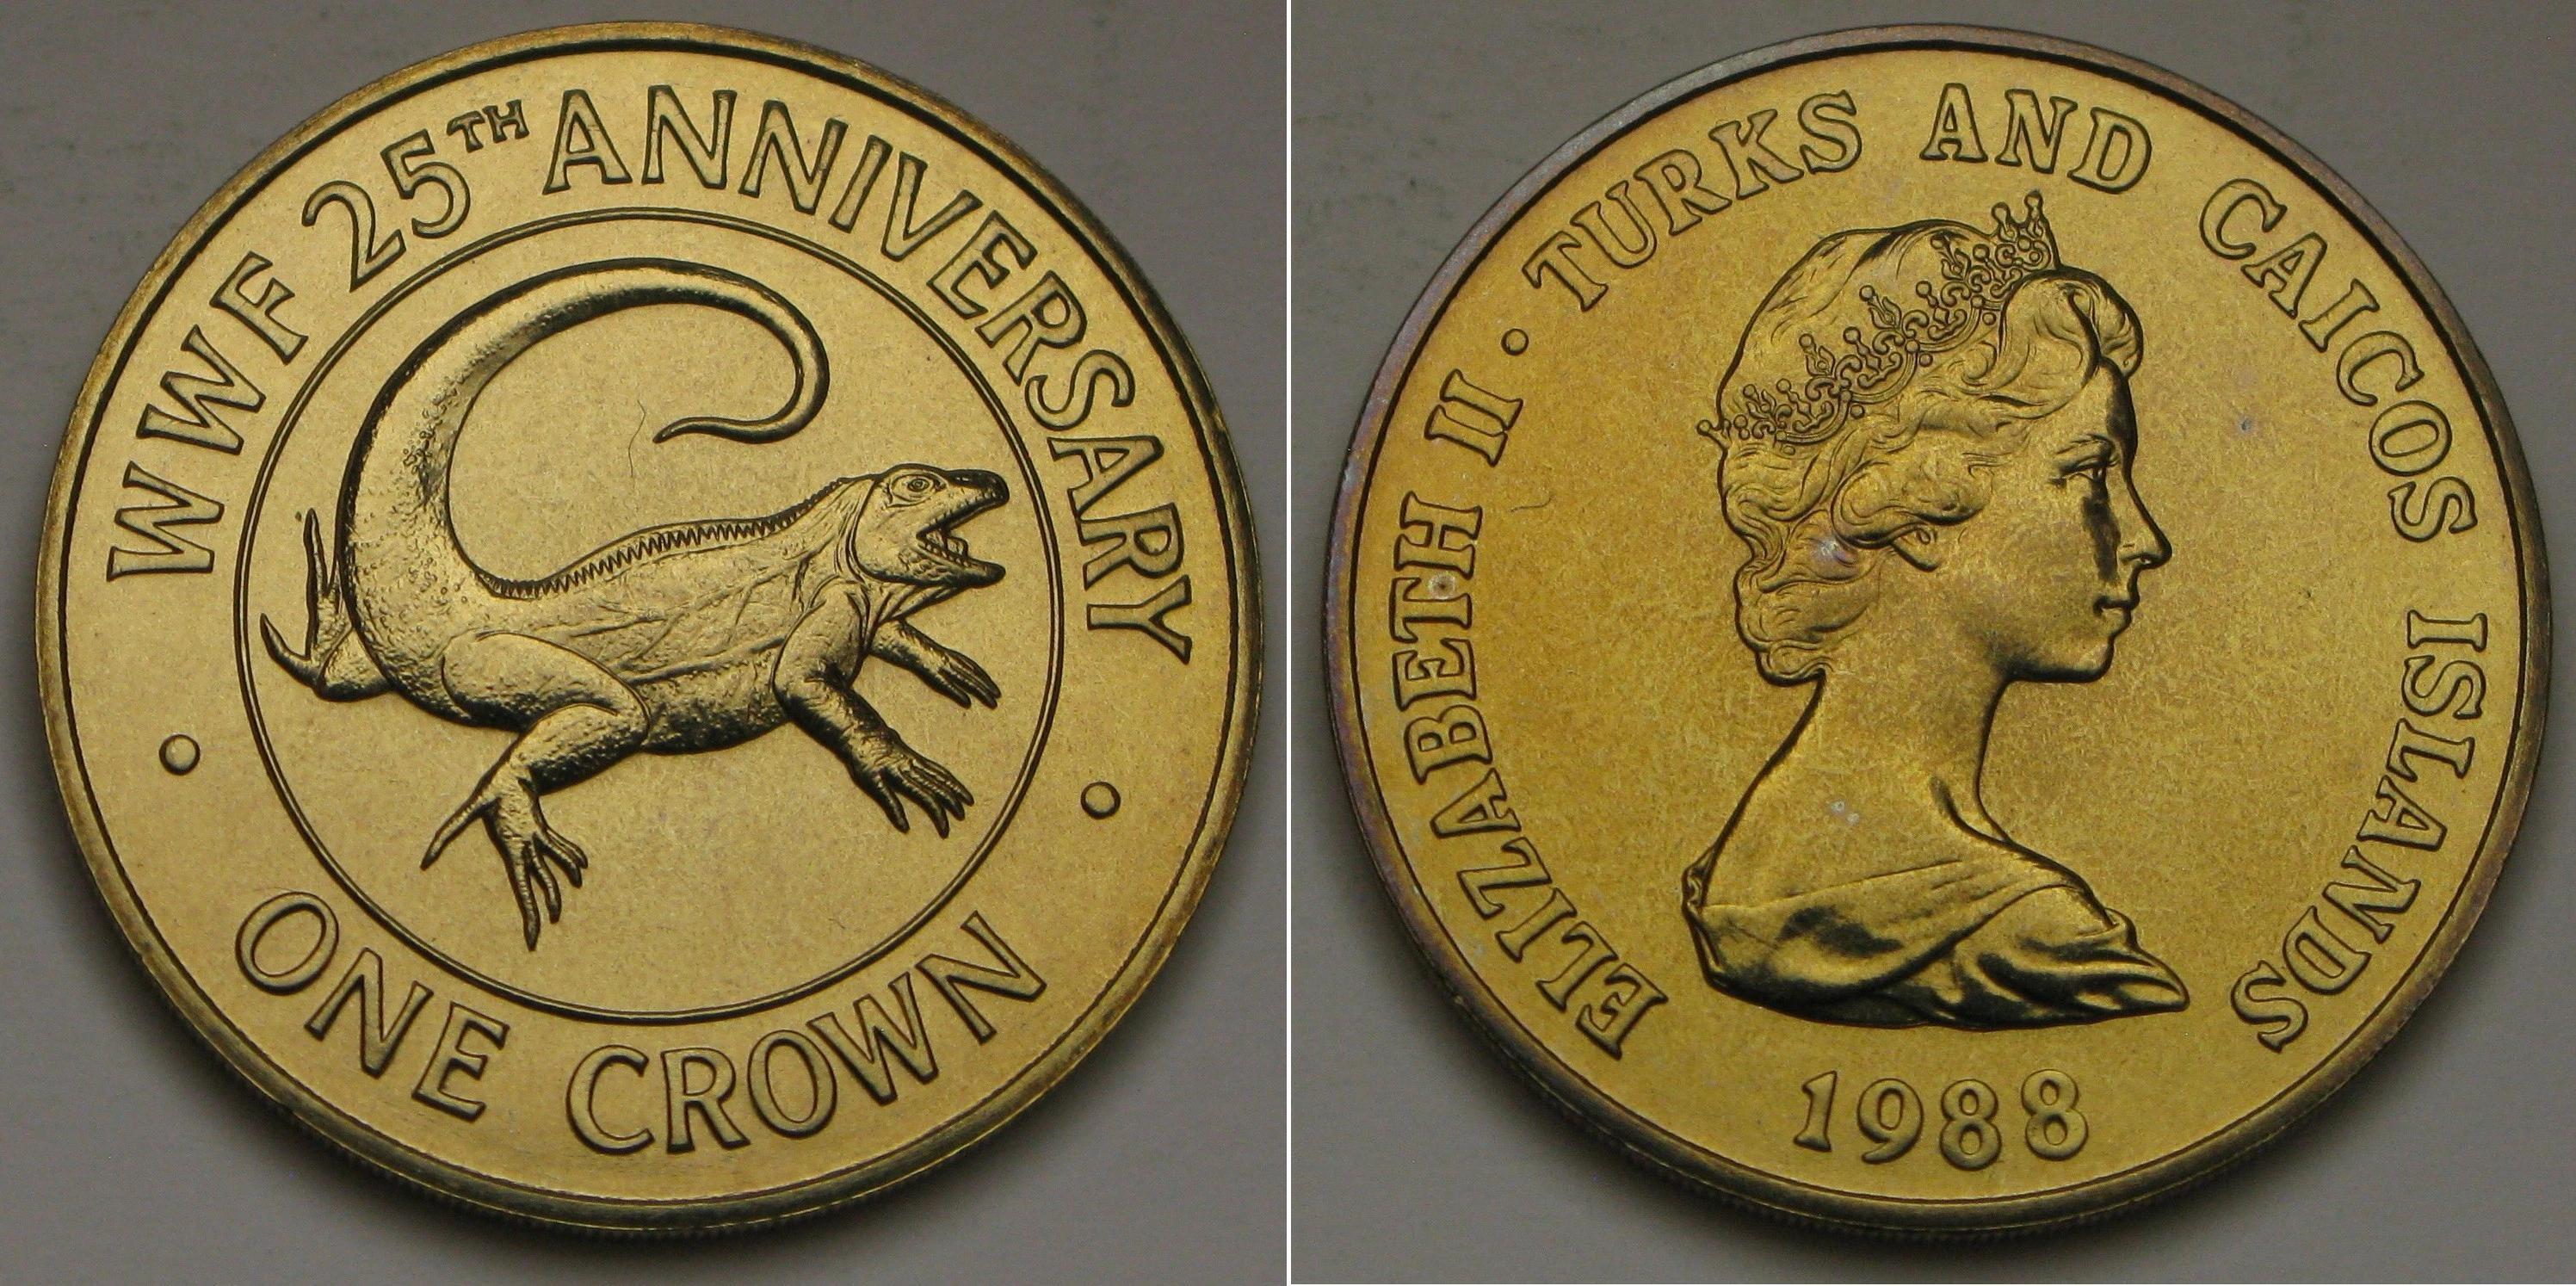 WWF 25TH ANNIVERSARY
ONE CROWN
ELIZABETH II · TURKS AND CAICOS ISLANDS
1988